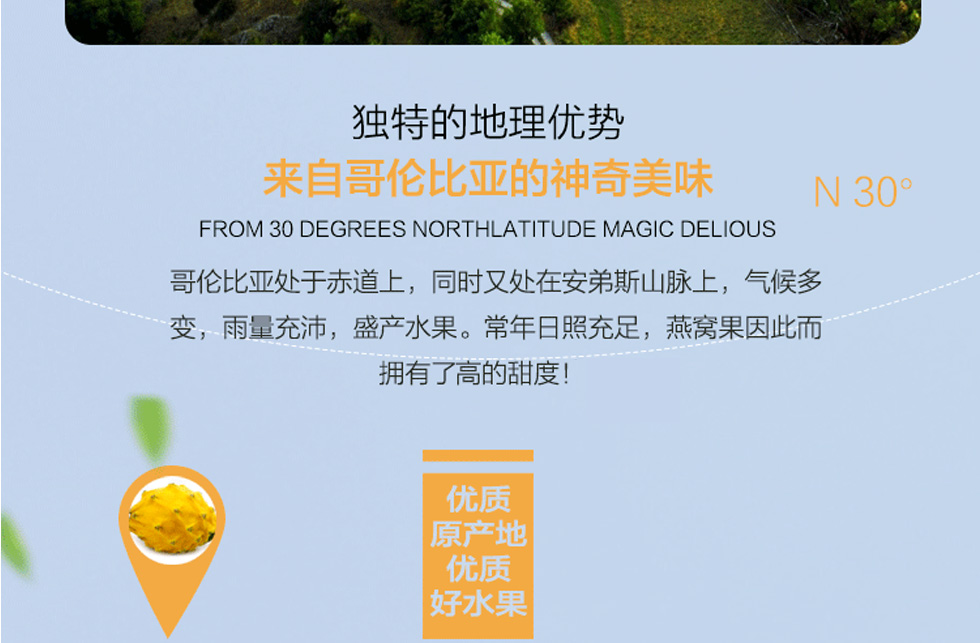 独特的地理优势
来自哥伦比亚的神奇美味
N 30°
FROM 30 DEGREES NORTHLATITUDE MAGIC DELIOUS
哥伦比亚处于赤道上，同时又处在安弟斯山脉上，气候多
变，雨量充沛，盛产水果。常年日照充足，燕窝果因此而
拥有了高的甜度！
优质
原产地
优质
好水果